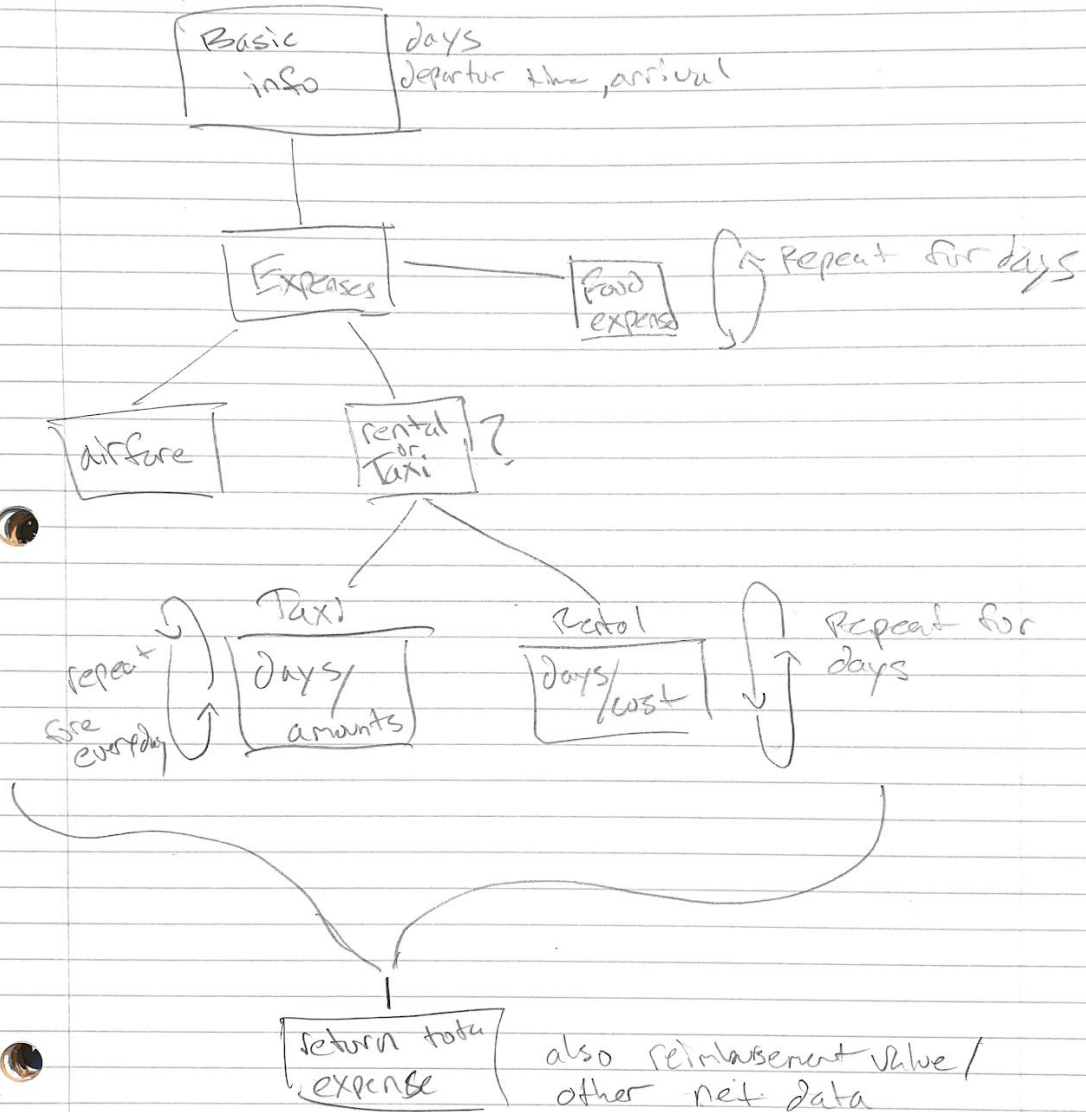 Basic
info
days
departur time, arrival
Expenses
Food
expense
Repeat for days
airfare
rental
or
Taxi
?
Taxi
Rental
repeat
fore
everyday
days/
amounts
days/
cost
Repeat for
days
return tota
expense
also reimbursement value/
other net data